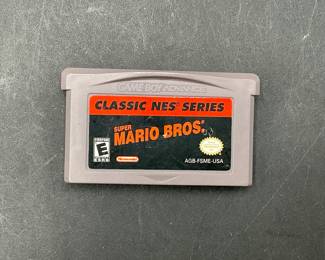 GAME BOY ADVANCE
CLASSIC NES® SERIES
SUPER
MARIO BROS.
E
Nintendo
AGB-FSME-USA